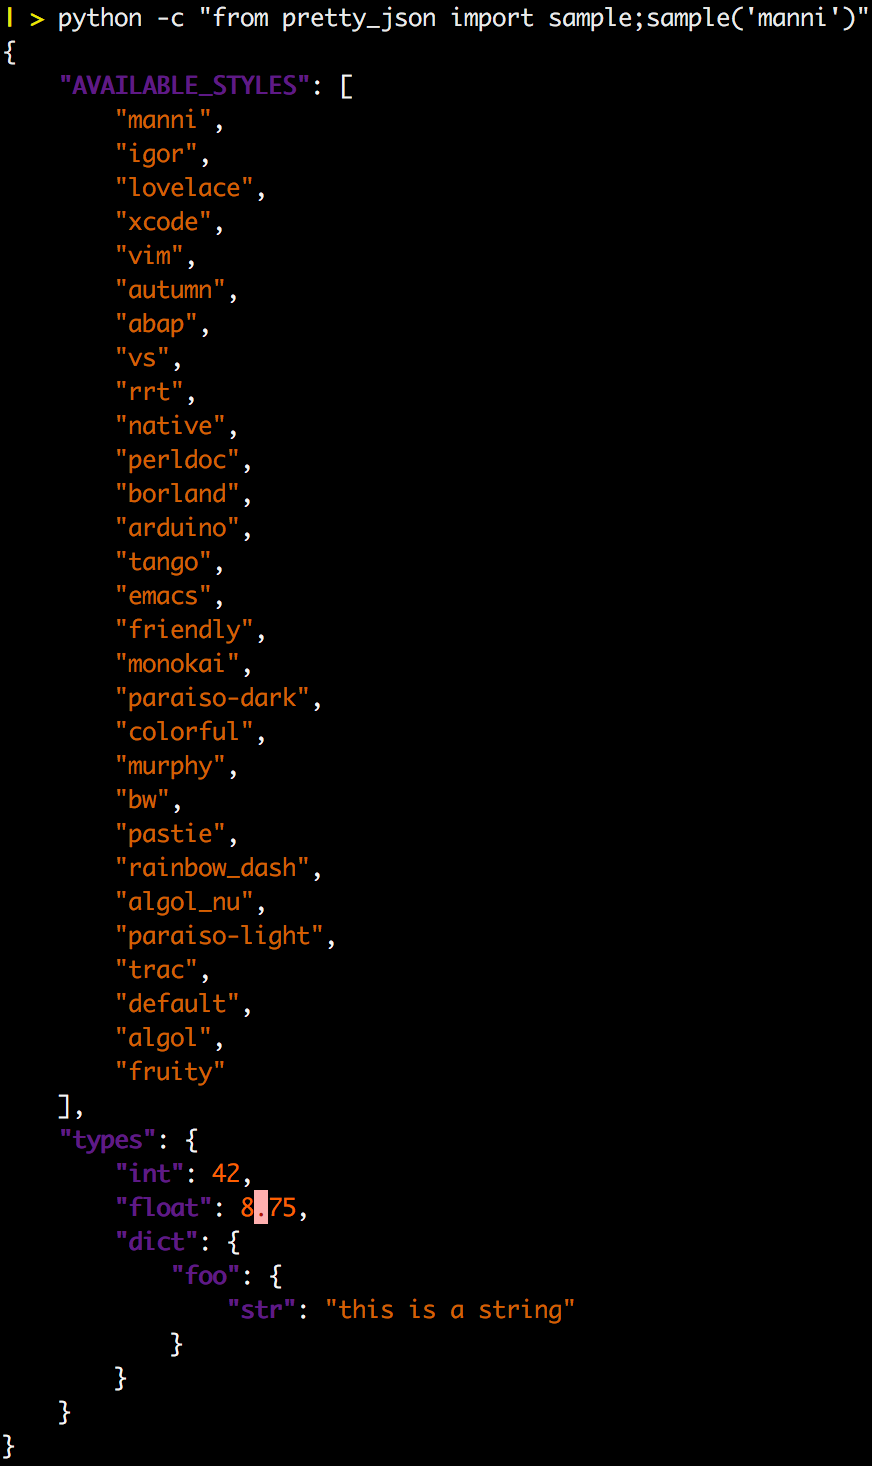 | > python -c "from pretty_json import sample;sample('manni')"
{
    "AVAILABLE_STYLES": [
        "manni",
        "igor",
        "lovelace",
        "xcode",
        "vim",
        "autumn",
        "abap",
        "vs",
        "rrt",
        "native",
        "perldoc",
        "borland",
        "arduino",
        "tango",
        "emacs",
        "friendly",
        "monokai",
        "paraiso-dark",
        "colorful",
        "murphy",
        "bw",
        "pastie",
        "rainbow_dash",
        "algol_nu",
        "paraiso-light",
        "trac",
        "default",
        "algol",
        "fruity"
    ],
    "types": {
        "int": 42,
        "float": 8.75,
        "dict": {
            "foo": {
                "str": "this is a string"
            }
        }
    }
}